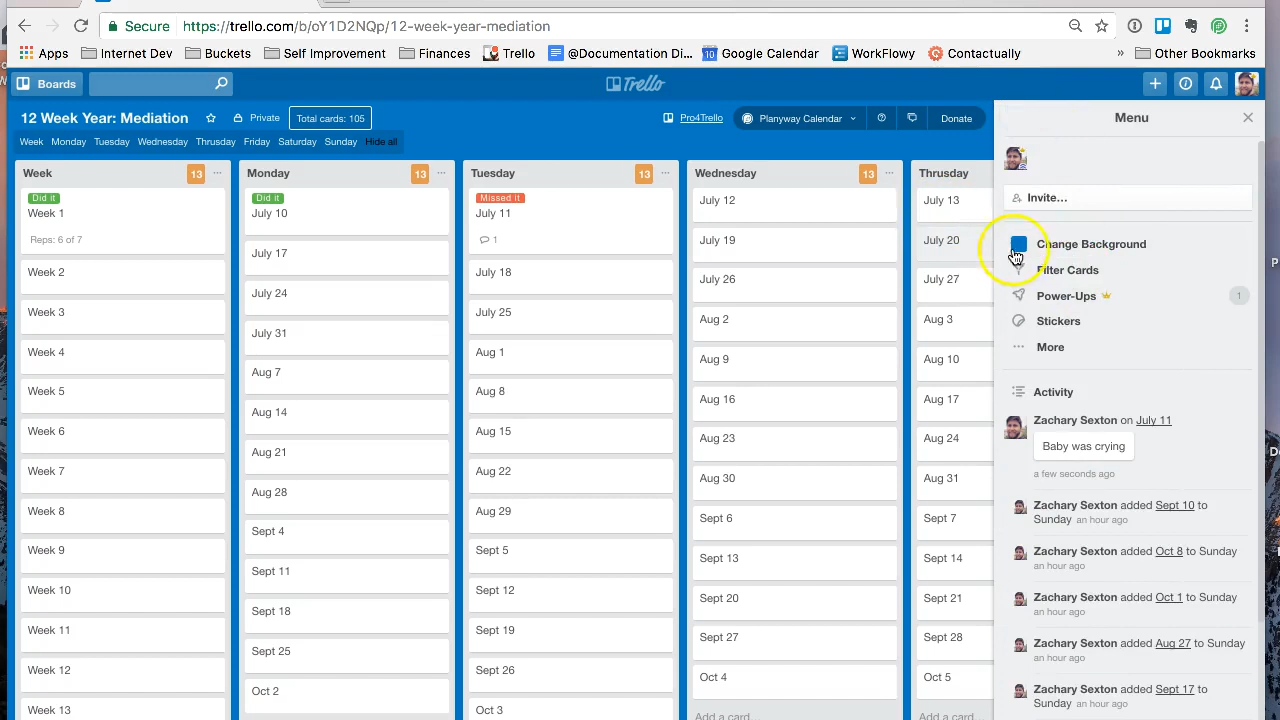 Secure
https://trello.com/b/oY1D2NQp/12-week-year-mediation
Apps
Internet Dev
Buckets
Self Improvement
Finances
Trello
@Documentation Di...
10
Google Calendar
WorkFlowy
Contactually
»
Other Bookmarks
Boards
Trello
12 Week Year: Mediation
Private
Total cards: 105
Pro4Trello
Planyway Calendar
Donate
Week Monday Tuesday Wednesday Thrusday Friday Saturday Sunday Hide all
Week
13
Did it
Week 1
Reps: 6 of 7
Week 2
Week 3
Week 4
Week 5
Week 6
Week 7
Week 8
Week 9
Week 10
Week 11
Week 12
Week 13
Monday
13
Did it
July 10
July 17
July 24
July 31
Aug 7
Aug 14
Aug 21
Aug 28
Sept 4
Sept 11
Sept 18
Sept 25
Oct 2
Tuesday
13
Missed it
July 11
1
July 18
July 25
Aug 1
Aug 8
Aug 15
Aug 22
Aug 29
Sept 5
Sept 12
Sept 19
Sept 26
Oct 3
Wednesday
13
July 12
July 19
July 26
Aug 2
Aug 9
Aug 16
Aug 23
Aug 30
Sept 6
Sept 13
Sept 20
Sept 27
Oct 4
Add a card...
Thrusday
July 13
July 20
July 27
Aug 3
Aug 10
Aug 17
Aug 24
Aug 31
Sept 7
Sept 14
Sept 21
Sept 28
Oct 5
Add a card...
Menu
Invite...
Change Background
Filter Cards
Power-Ups
1
Stickers
More
Activity
Zachary Sexton on July 11
Baby was crying
a few seconds ago
Zachary Sexton added Sept 10 to
Sunday an hour ago
Zachary Sexton added Oct 8 to Sunday
an hour ago
Zachary Sexton added Oct 1 to Sunday
an hour ago
Zachary Sexton added Aug 27 to Sunday
an hour ago
Zachary Sexton added Sept 17 to
Sunday an hour ago